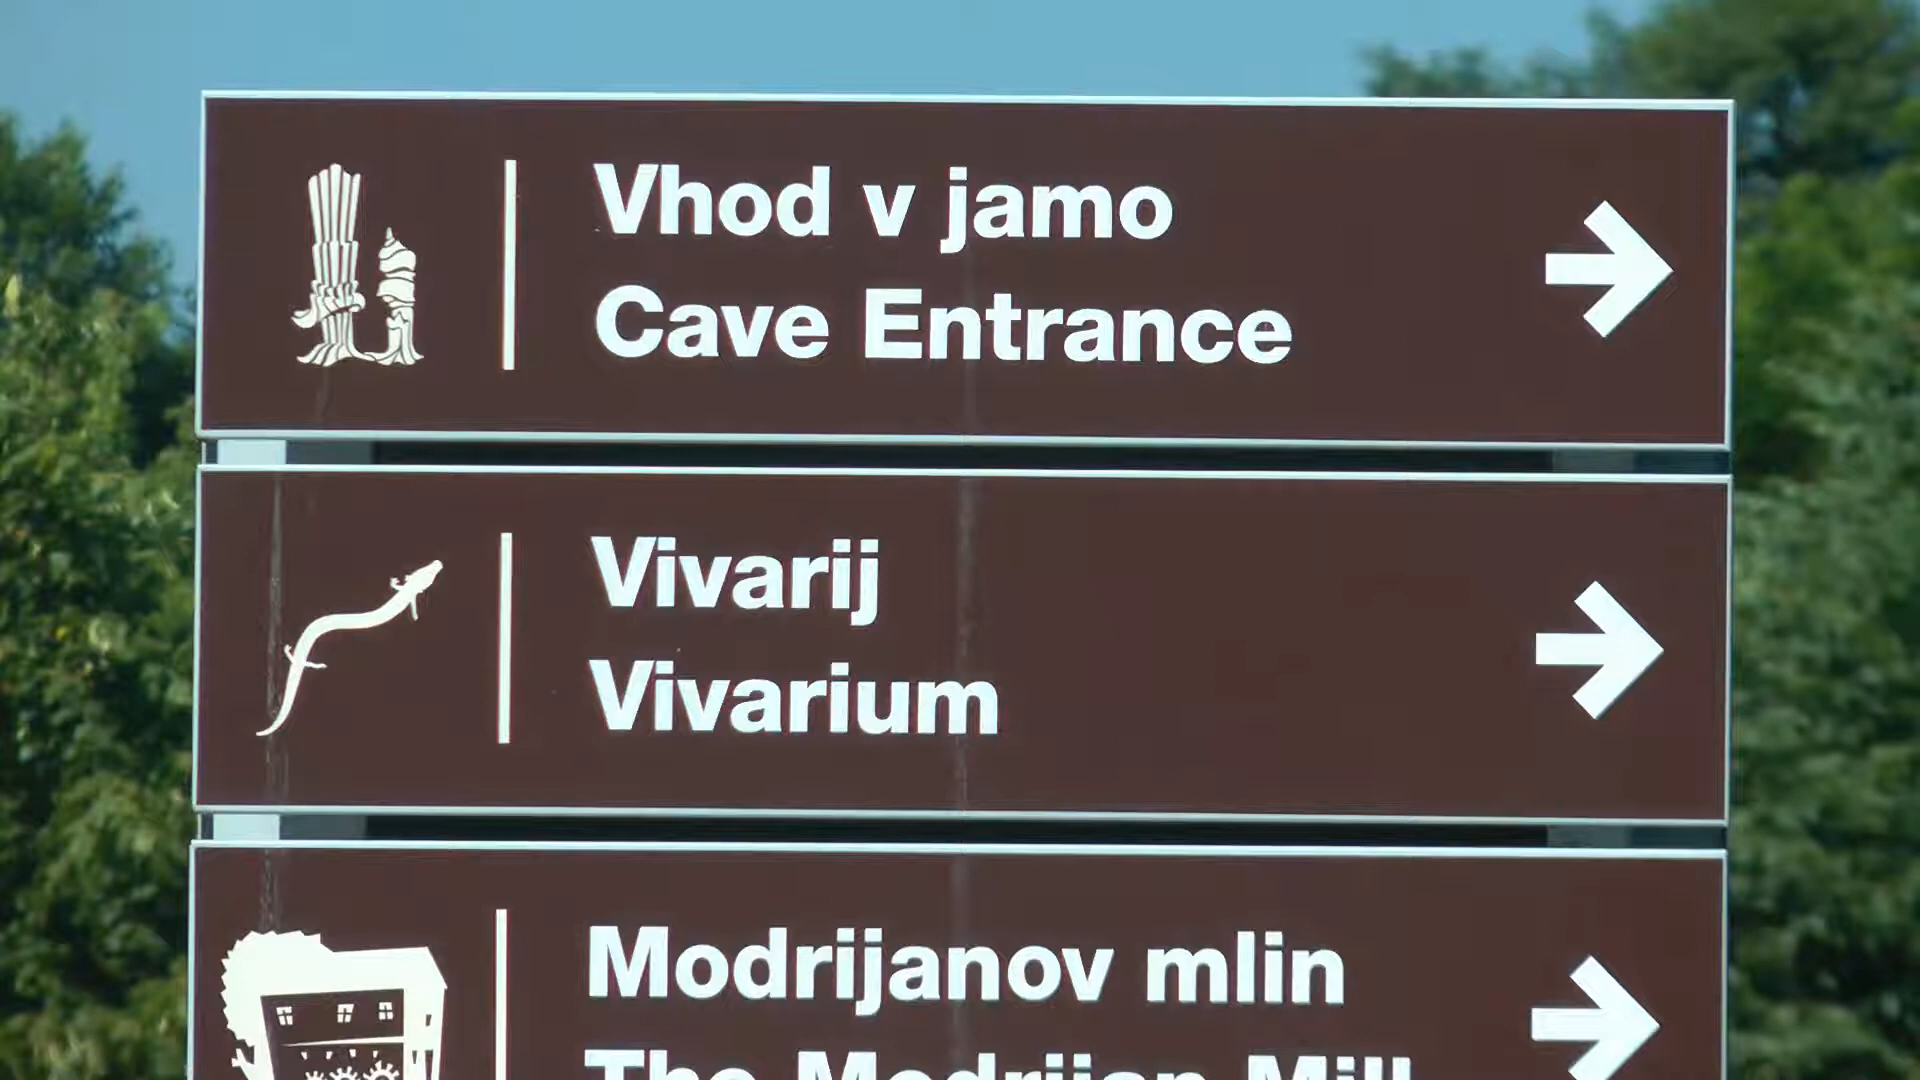 Vhod v jamo
Cave Entrance
Vivarij
Vivarium
Modrijanov mlin
The Modrijan Mill